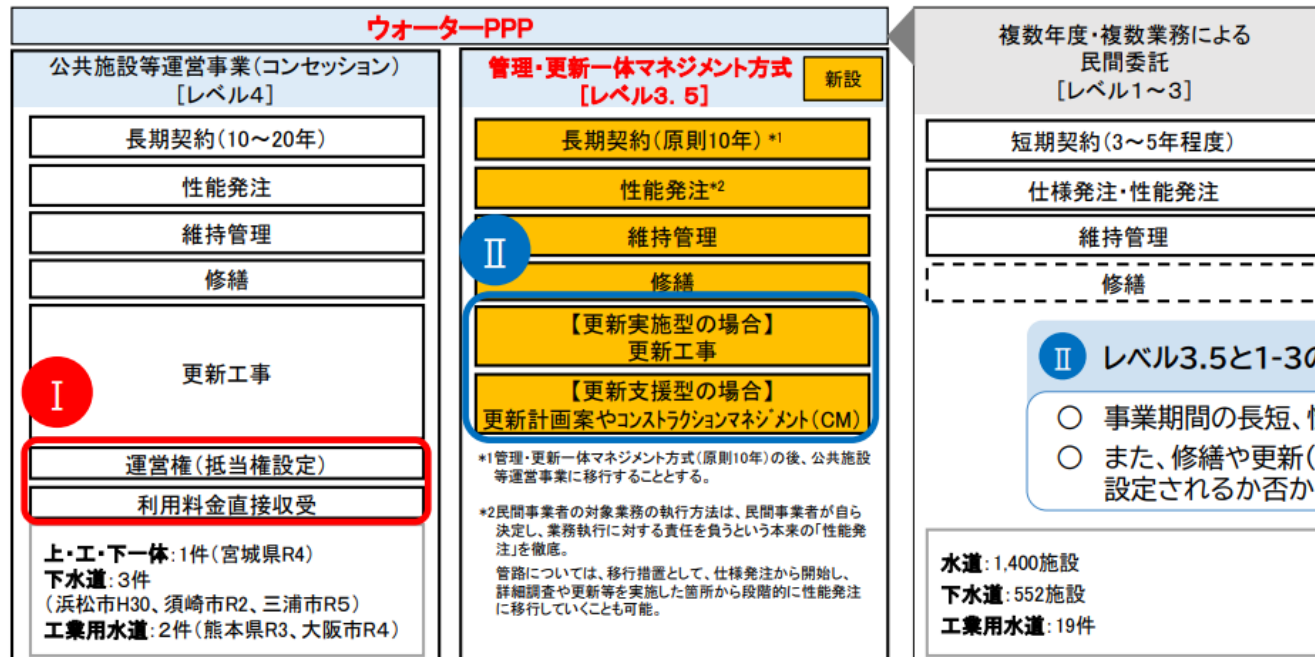 ウォーターPPP
公共施設等運営事業(コンセッション)
[レベル4]
長期契約(10～20年)
性能発注
維持管理
修繕
更新工事
Ⅰ
運営権(抵当権設定)
利用料金直接収受
上・工・下一体:1件(宮城県R4)
下水道:3件
(浜松市H30、須崎市R2、三浦市R5)
工業用水道:2件(熊本県R3、大阪市R4)
管理・更新一体マネジメント方式
[レベル3.5]
新設
長期契約(原則10年)*1
性能発注*2
維持管理
Ⅱ
修繕
【更新実施型の場合】
更新工事
【更新支援型の場合】
更新計画案やコンストラクションマネジメント(CM)
*1管理・更新一体マネジメント方式(原則10年)の後、公共施設
等運営事業に移行することとする。
*2民間事業者の対象業務の執行方法は、民間事業者が自ら
決定し、業務執行に対する責任を負うという本来の「性能発
注」を徹底。
管路については、移行措置として、仕様発注から開始し、
詳細調査や更新等を実施した箇所から段階的に性能発注
に移行していくことも可能。
複数年度・複数業務による
民間委託
[レベル1～3]
短期契約(3～5年程度)
仕様発注・性能発注
維持管理
修繕
Ⅱ レベル3.5と1-3の
○ 事業期間の長短、
○ また、修繕や更新(
設定されるか否か
水道:1,400施設
下水道:552施設
工業用水道:19件